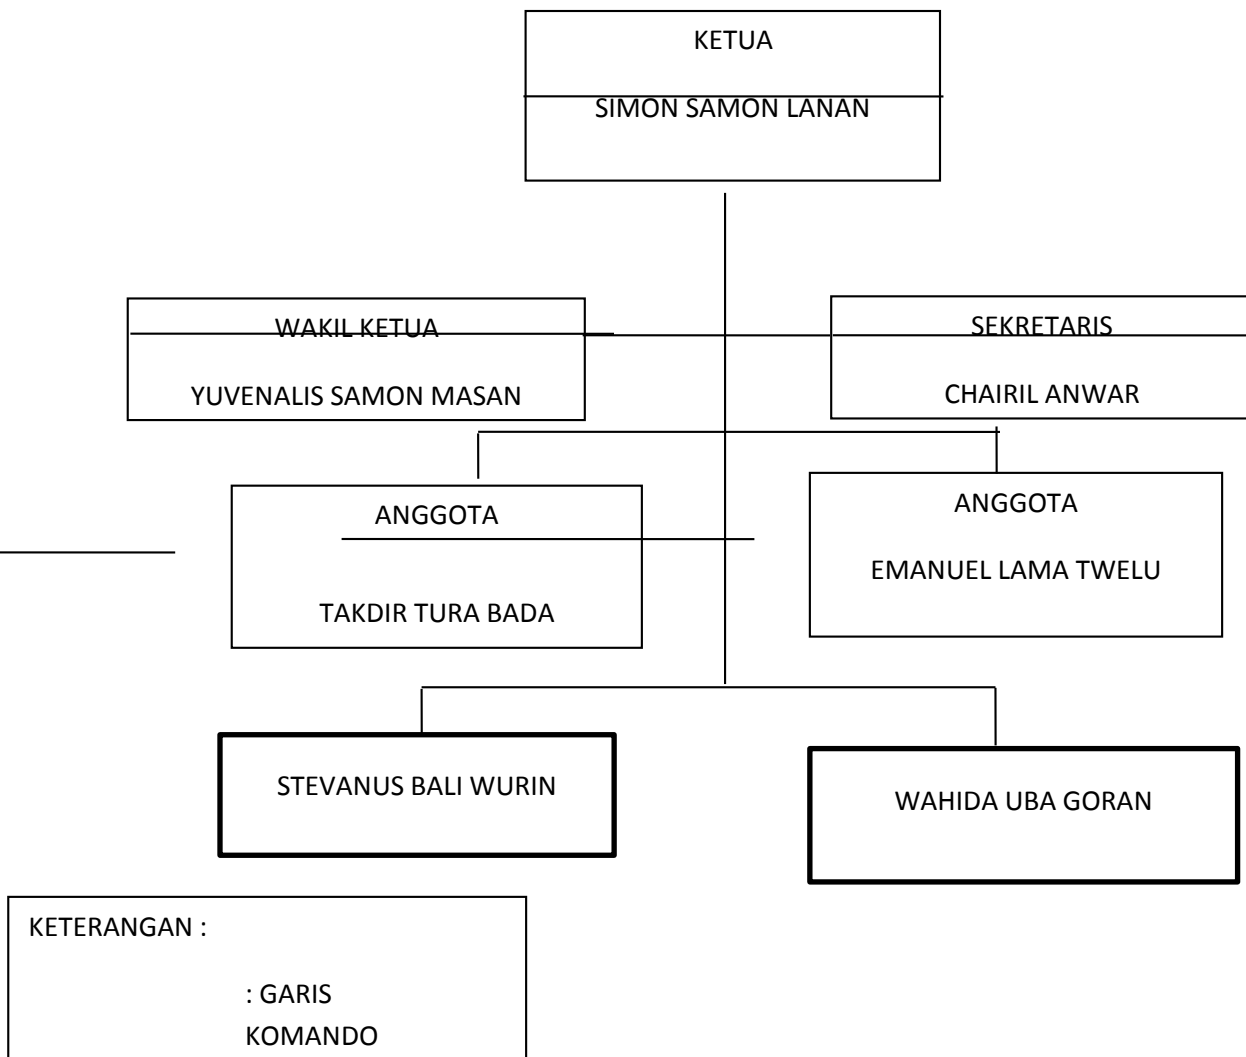 KETUA
SIMON SAMON LANAN
WAKIL KETUA
YUVENALIS SAMON MASAN
SEKRETARIS
CHAIRIL ANWAR
ANGGOTA
TAKDIR TURA BADA
ANGGOTA
EMANUEL LAMA TWELU
STEVANUS BALI WURIN
WAHIDA UBA GORAN
KETERANGAN :
: GARIS
KOMANDO